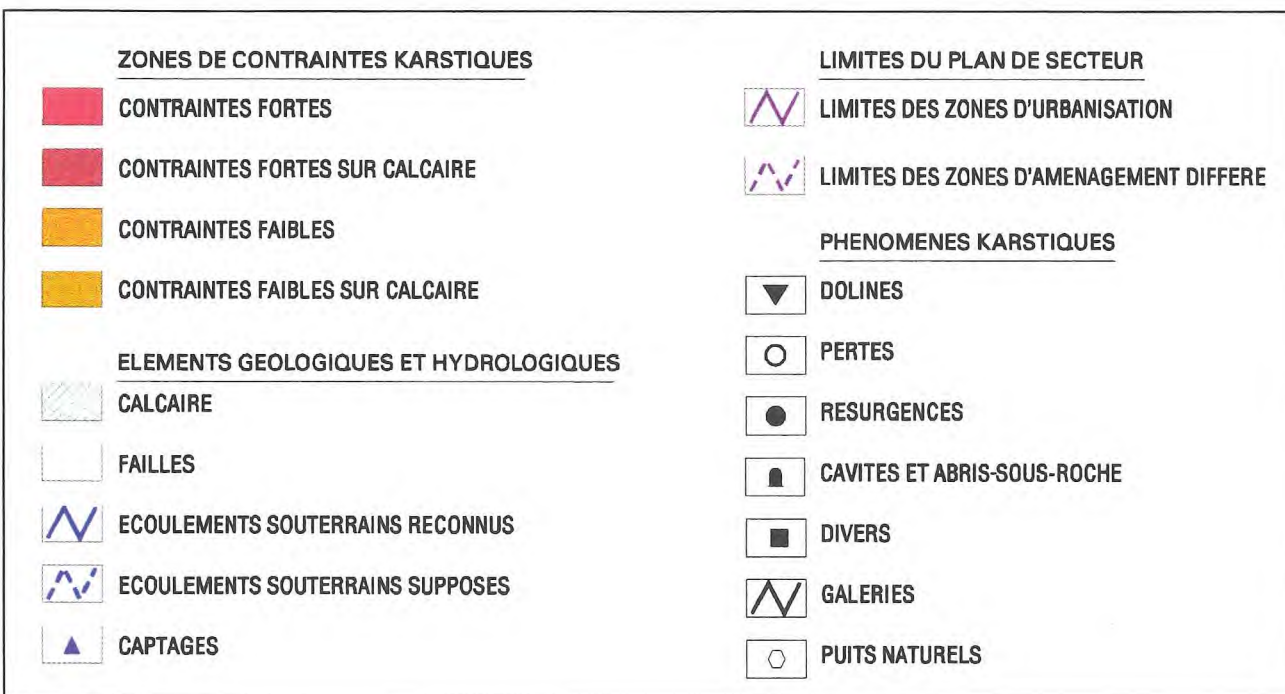 ZONES DE CONTRAINTES KARSTIQUES
CONTRAINTES FORTES
CONTRAINTES FORTES SUR CALCAIRE
CONTRAINTES FAIBLES
CONTRAINTES FAIBLES SUR CALCAIRE
ELEMENTS GEOLOGIQUES ET HYDROLOGIQUES
CALCAIRE
FAILLES
ECOULEMENTS SOUTERRAINS RECONNUS
ECOULEMENTS SOUTERRAINS SUPPOSES
CAPTAGES
LIMITES DU PLAN DE SECTEUR
LIMITES DES ZONES D'URBANISATION
LIMITES DES ZONES D'AMENAGEMENT DIFFERE
PHENOMENES KARSTIQUES
DOLINES
PERTES
RESURGENCES
CAVITES ET ABRIS-SOUS-ROCHE
DIVERS
GALERIES
PUITS NATURELS